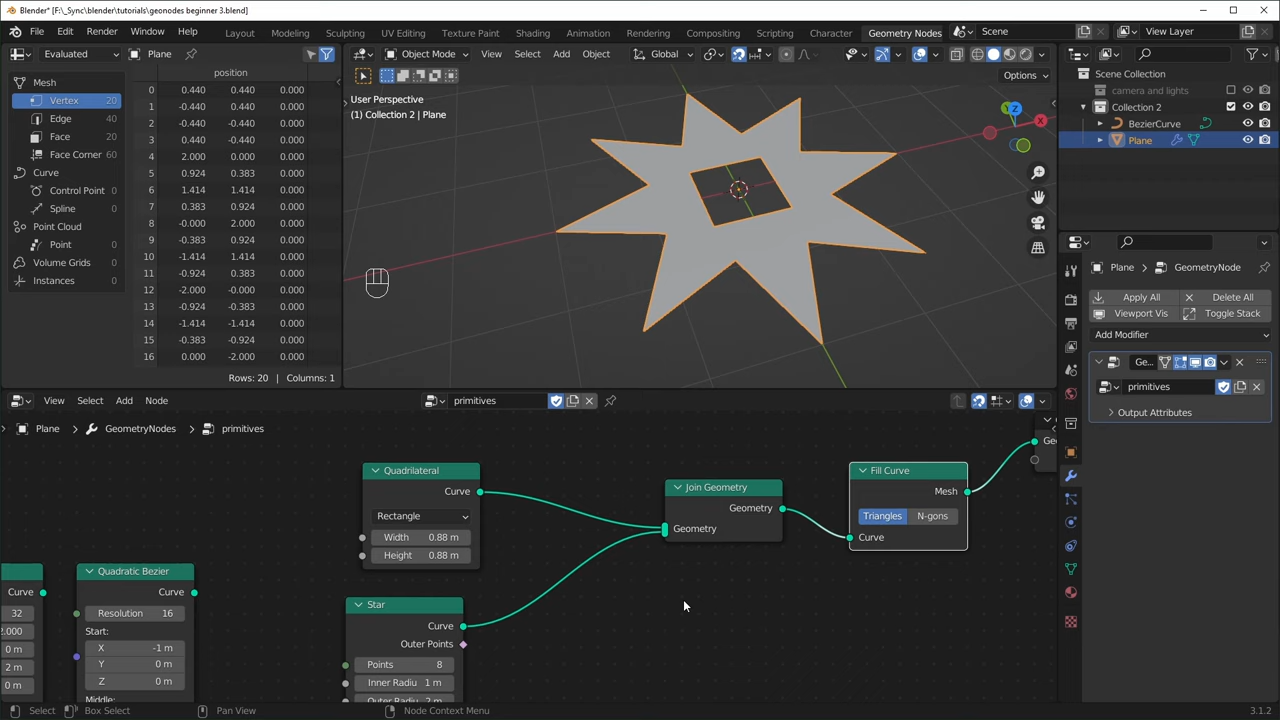 Blender* [F:\_Sync\blender\tutorials\geonodes beginner 3.blend]
File Edit Render Window Help Layout Modeling Sculpting UV Editing Texture Paint Shading Animation Rendering Compositing Scripting Character Geometry Nodes Scene View Layer
Evaluated Plane
Object Mode View Select Add Object Global
Options
Mesh
Vertex 20
Edge 40
Face 20
Face Corner 60
Curve
Control Point 0
Spline 0
Point Cloud
Point 0
Volume Grids 0
Instances 0
position
0 0.440 0.440 0.000
1 -0.440 0.440 0.000
2 -0.440 -0.440 0.000
3 0.440 -0.440 0.000
4 2.000 0.000 0.000
5 0.924 0.383 0.000
6 1.414 1.414 0.000
7 0.383 0.924 0.000
8 -0.000 2.000 0.000
9 -0.383 0.924 0.000
10 -1.414 1.414 0.000
11 -0.924 0.383 0.000
12 -2.000 -0.000 0.000
13 -0.924 -0.383 0.000
14 -1.414 -1.414 0.000
15 -0.383 -0.924 0.000
16 0.000 -2.000 0.000
Rows: 20 | Columns: 1
User Perspective
(1) Collection 2 | Plane
Y Z X
Scene Collection
camera and lights
Collection 2
BezierCurve
Plane
Plane GeometryNode
Apply All Delete All
Viewport Vis Toggle Stack
Add Modifier
Ge...
primitives
Output Attributes
View Select Add Node primitives
Plane GeometryNodes primitives
Quadrilateral
Curve
Rectangle
Width 0.88 m
Height 0.88 m
Join Geometry
Geometry
Geometry
Fill Curve
Mesh
Triangles N-gons
Curve
Curve
32
2.000
0 m
2 m
0 m
Quadratic Bezier
Curve
Resolution 16
Start:
X -1 m
Y 0 m
Z 0 m
Middle:
Star
Curve
Outer Points
Points 8
Inner Radiu 1 m
Outer Radiu 2 m
Select Box Select Pan View Node Context Menu 3.1.2